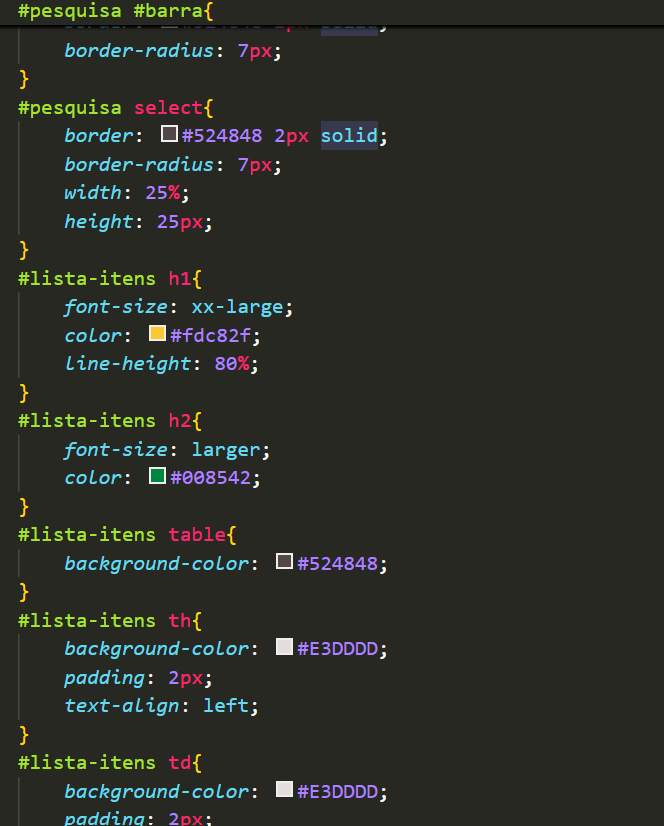 #pesquisa #barra{
border-radius: 7px;
}
#pesquisa select{
border: #524848 2px solid;
border-radius: 7px;
width: 25%;
height: 25px;
}
#lista-itens h1{
font-size: xx-large;
color: #fdc82f;
line-height: 80%;
}
#lista-itens h2{
font-size: larger;
color: #008542;
}
#lista-itens table{
background-color: #524848;
}
#lista-itens th{
background-color: #E3DDDD;
padding: 2px;
text-align: left;
}
#lista-itens td{
background-color: #E3DDDD;
padding: 2px;